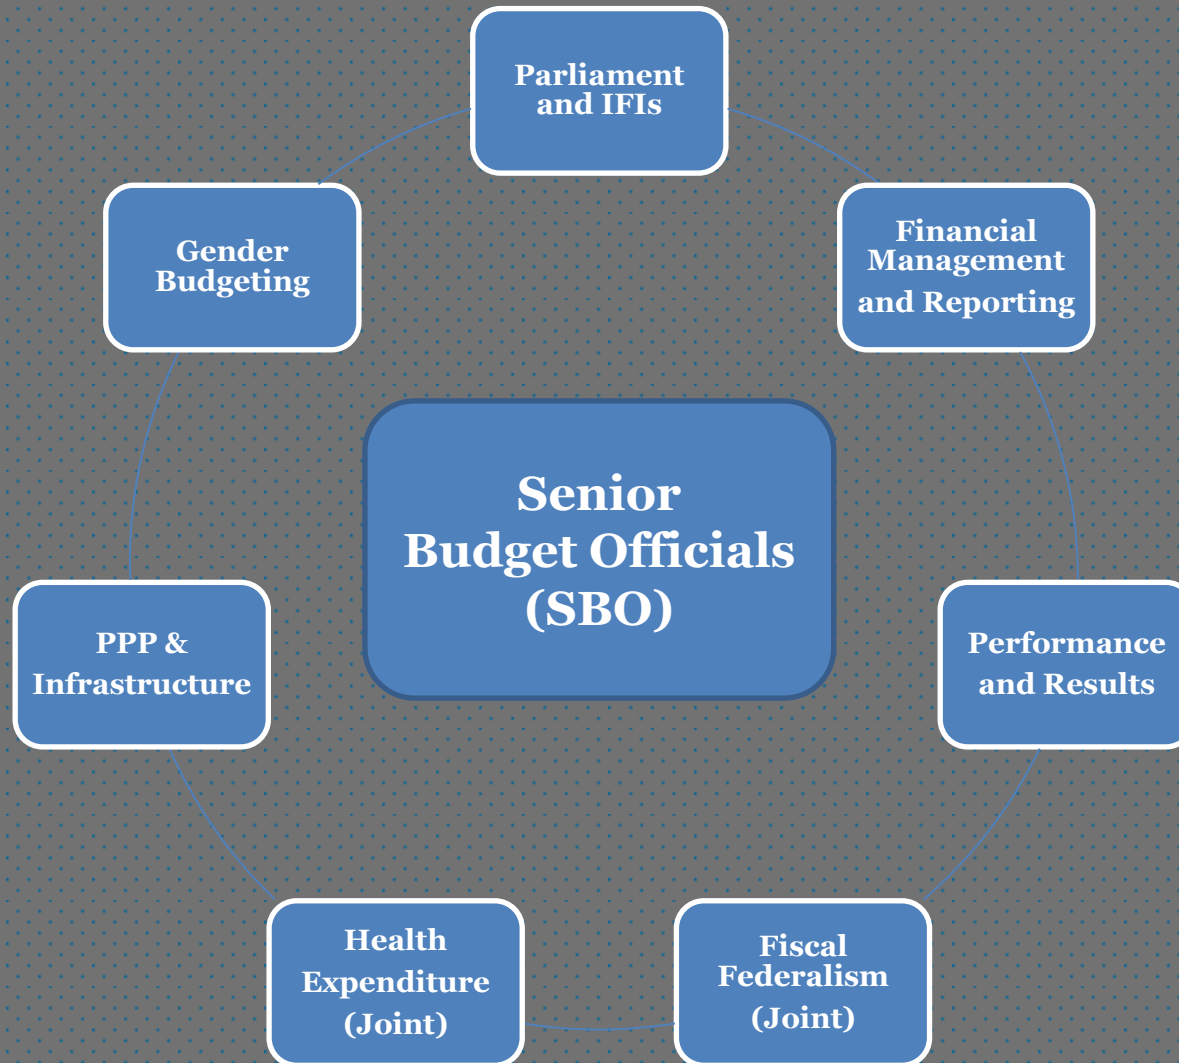 Parliament
and IFIs
Gender
Budgeting
Financial
Management
and Reporting
Senior
Budget Officials
(SBO)
PPP &
Infrastructure
Performance
and Results
Health
Expenditure
(Joint)
Fiscal
Federalism
(Joint)